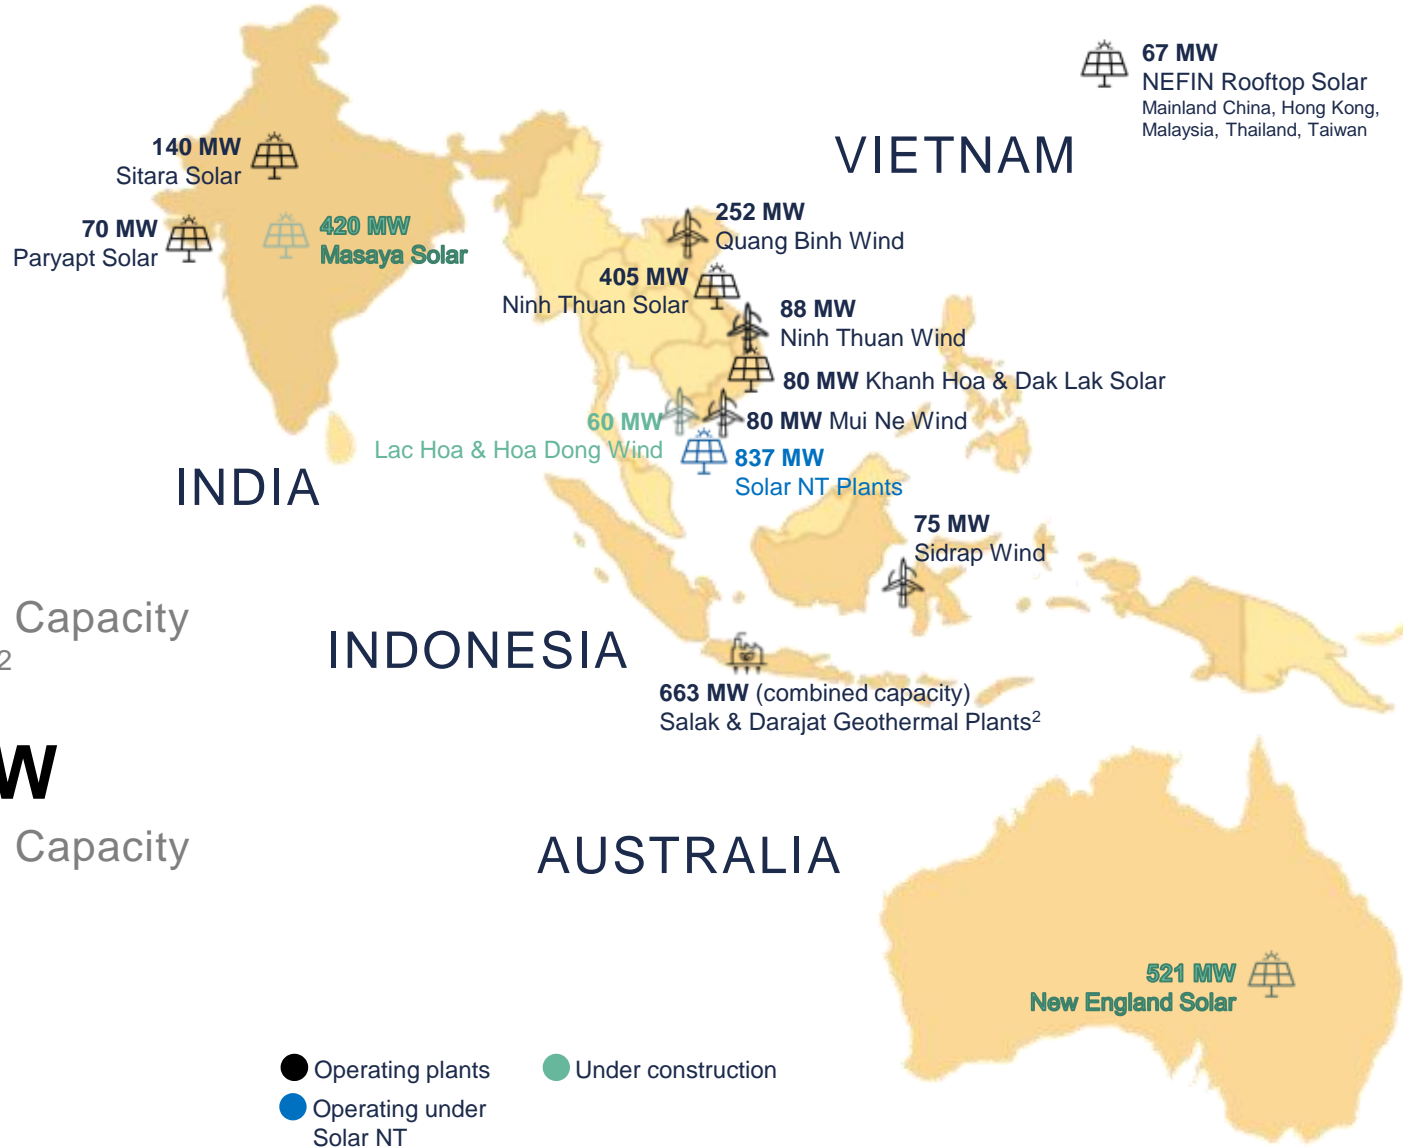 67 MW
NEFIN Rooftop Solar
Mainland China, Hong Kong,
Malaysia, Thailand, Taiwan
VIETNAM
140 MW
Sitara Solar
70 MW
Paryapt Solar
420 MW
Masaya Solar
252 MW
Quang Binh Wind
405 MW
Ninh Thuan Solar
88 MW
Ninh Thuan Wind
80 MW Khanh Hoa & Dak Lak Solar
60 MW
Lac Hoa & Hoa Dong Wind
80 MW Mui Ne Wind
837 MW
Solar NT Plants
INDIA
75 MW
Sidrap Wind
Capacity
2
INDONESIA
663 MW (combined capacity)
Salak & Darajat Geothermal Plants2
W
Capacity
AUSTRALIA
521 MW
New England Solar
Operating plants
Under construction
Operating under
Solar NT